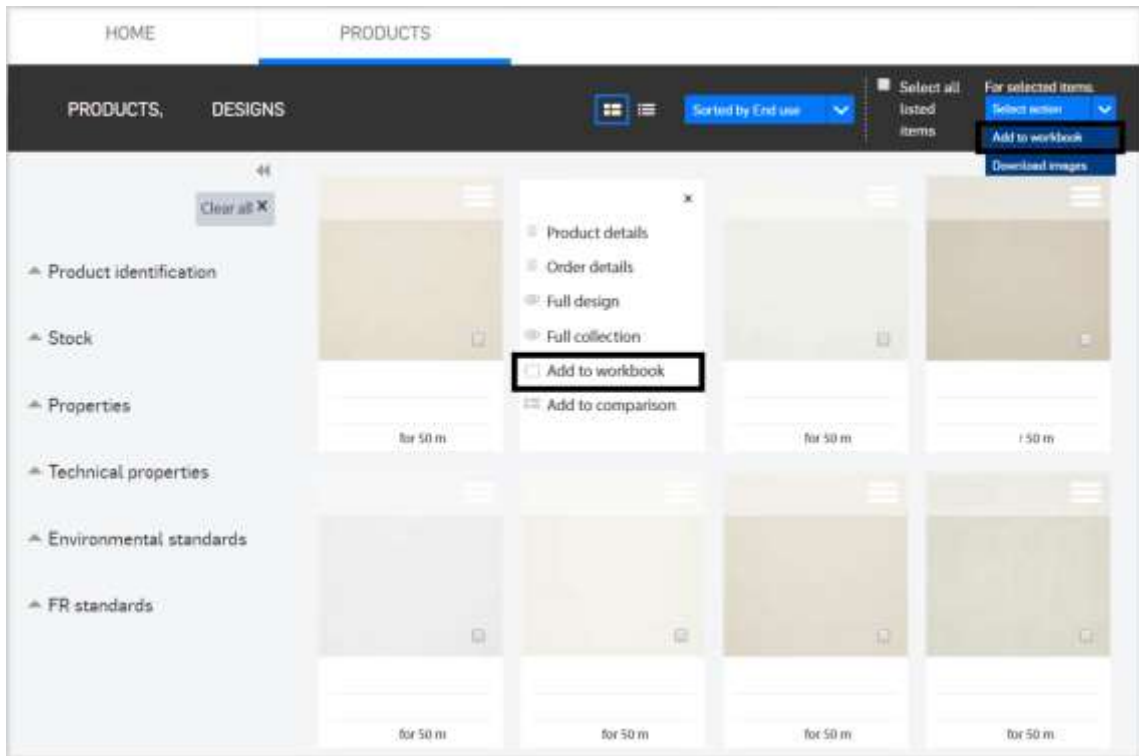 HOME
PRODUCTS
PRODUCTS, DESIGNS
Sorted by End use
Select all
listed
items
For selected items.
Select action
Add to workbook
Download images
Clear all ×
Product identification
Stock
Properties
Technical properties
Environmental standards
FR standards
×
Product details
Order details
Full design
Full collection
Add to workbook
Add to comparison
for 50 m
for 50 m
50 m
for 50 m
for 50 m
for 50 m
for 50 m